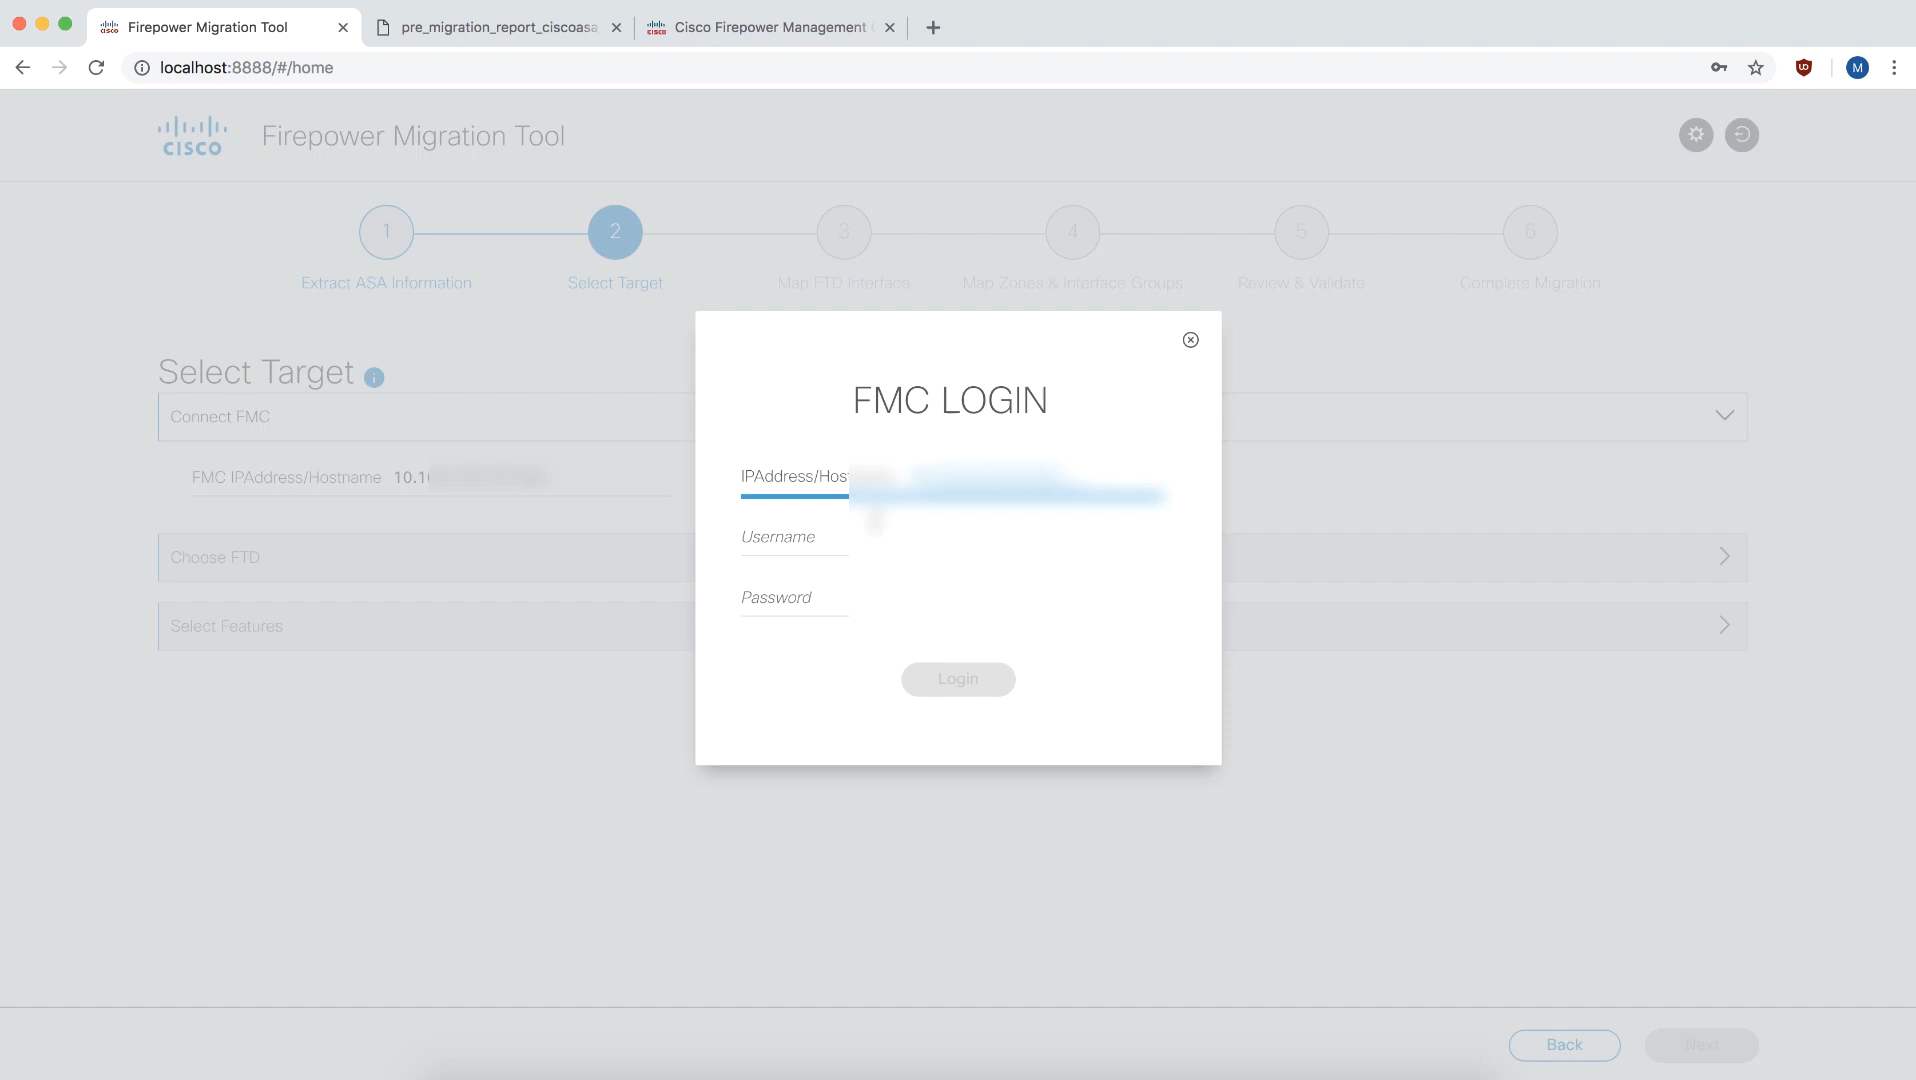 Firepower Migration Tool
pre_migration_report_ciscoasa
Cisco Firepower Management
localhost:8888/#/home
M
CISCO
Firepower Migration Tool
1
2
3
4
5
6
Extract ASA Information
Select Target
Map FTD Interface
Map Zones & Interface Groups
Review & Validate
Complete Migration
Select Target
Connect FMC
FMC IPAddress/Hostname 10.1
Choose FTD
Select Features
FMC LOGIN
IPAddress/Hos
Username
Password
Login
Back
Next